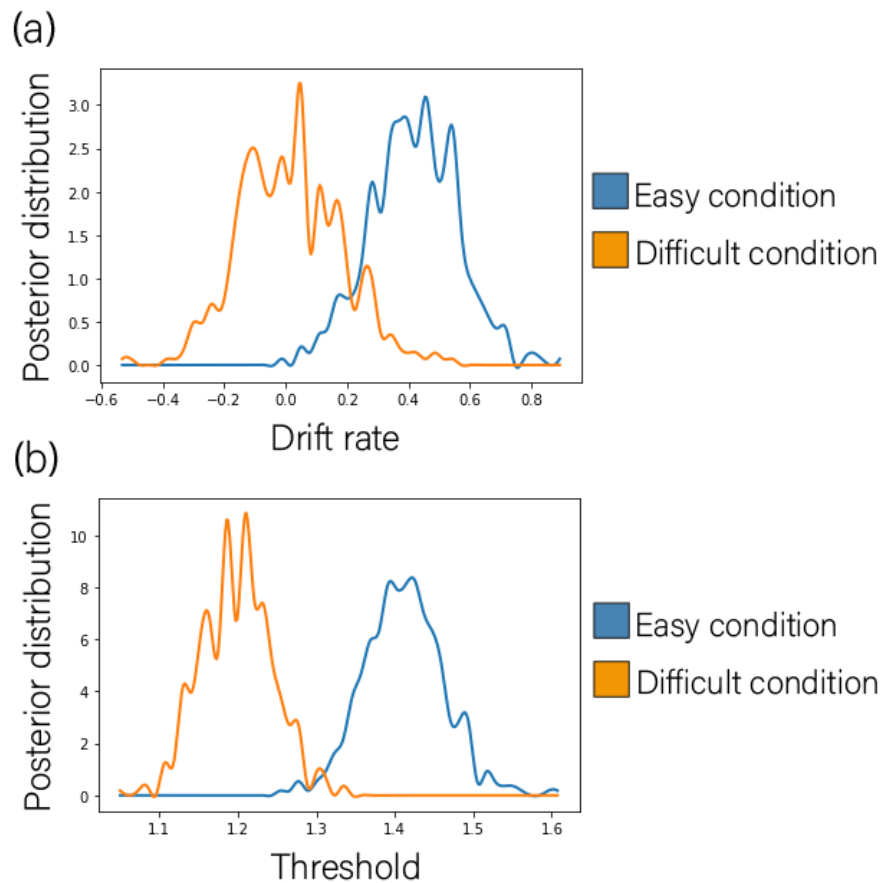 (a)
Posterior distribution
3.0
2.5
2.0
1.5
1.0
0.5
0.0
−0.6 −0.4 −0.2 0.0 0.2 0.4 0.6 0.8
Drift rate
Easy condition
Difficult condition
(b)
Posterior distribution
10
8
6
4
2
0
1.1 1.2 1.3 1.4 1.5 1.6
Threshold
Easy condition
Difficult condition